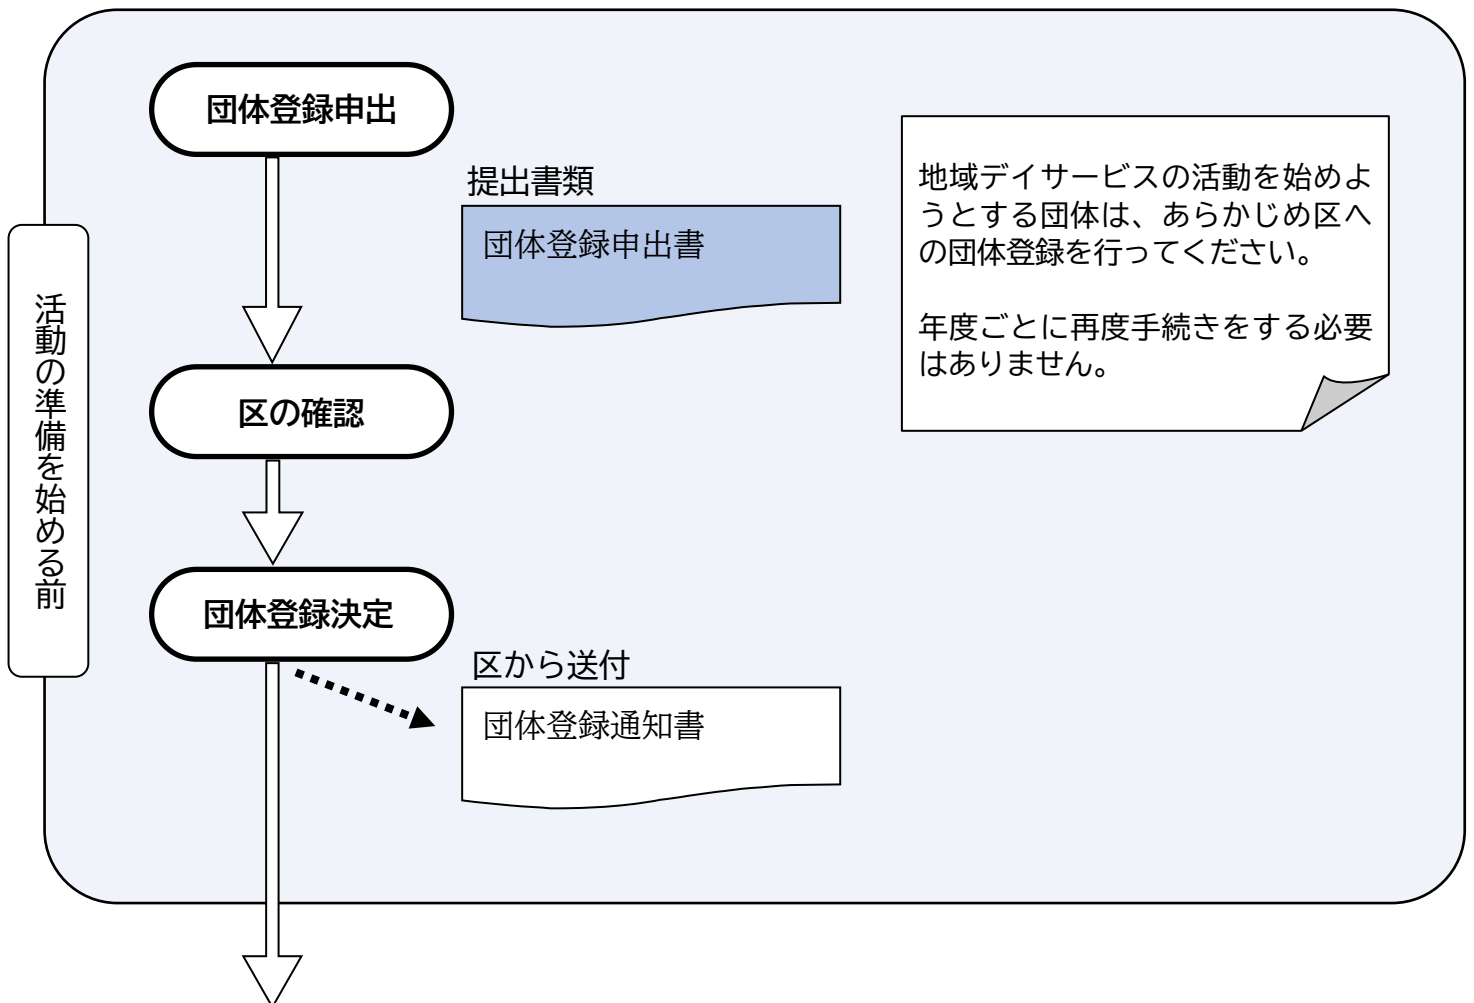 団体登録申出
提出書類
団体登録申出書
地域デイサービスの活動を始めよ
うとする団体は、あらかじめ区へ
の団体登録を行ってください。
年度ごとに再度手続きをする必要
はありません。
活動の準備を始める前
区の確認
団体登録決定
区から送付
団体登録通知書